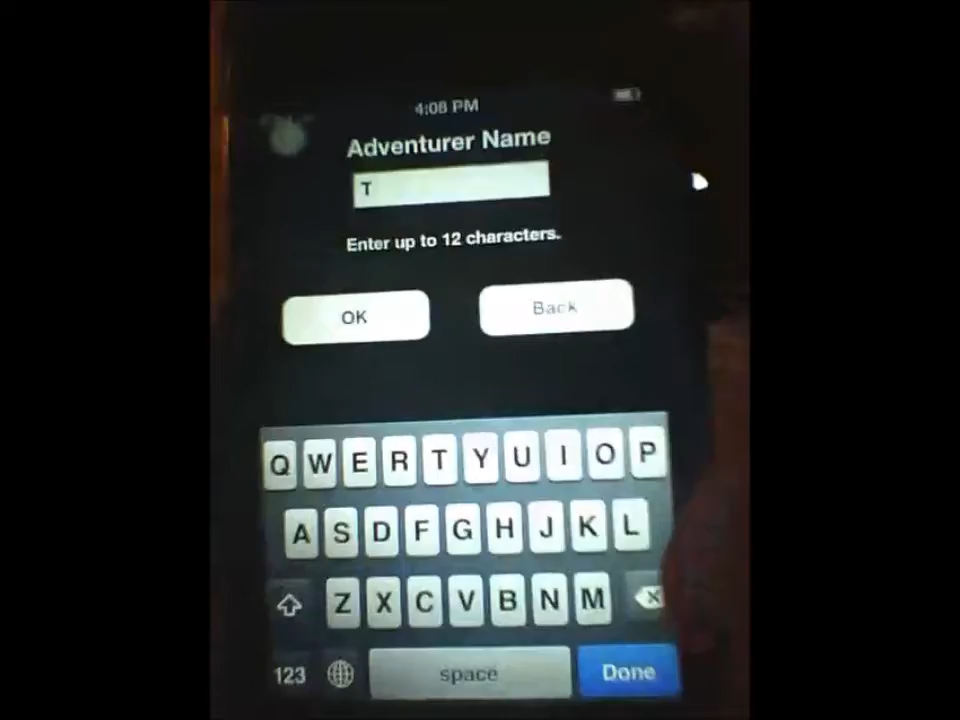 4:08 PM
Adventurer Name
T
Enter up to 12 characters.
OK Back
Q W E R T Y U I O P
A S D F G H J K L
Z X C V B N M
123 space Done